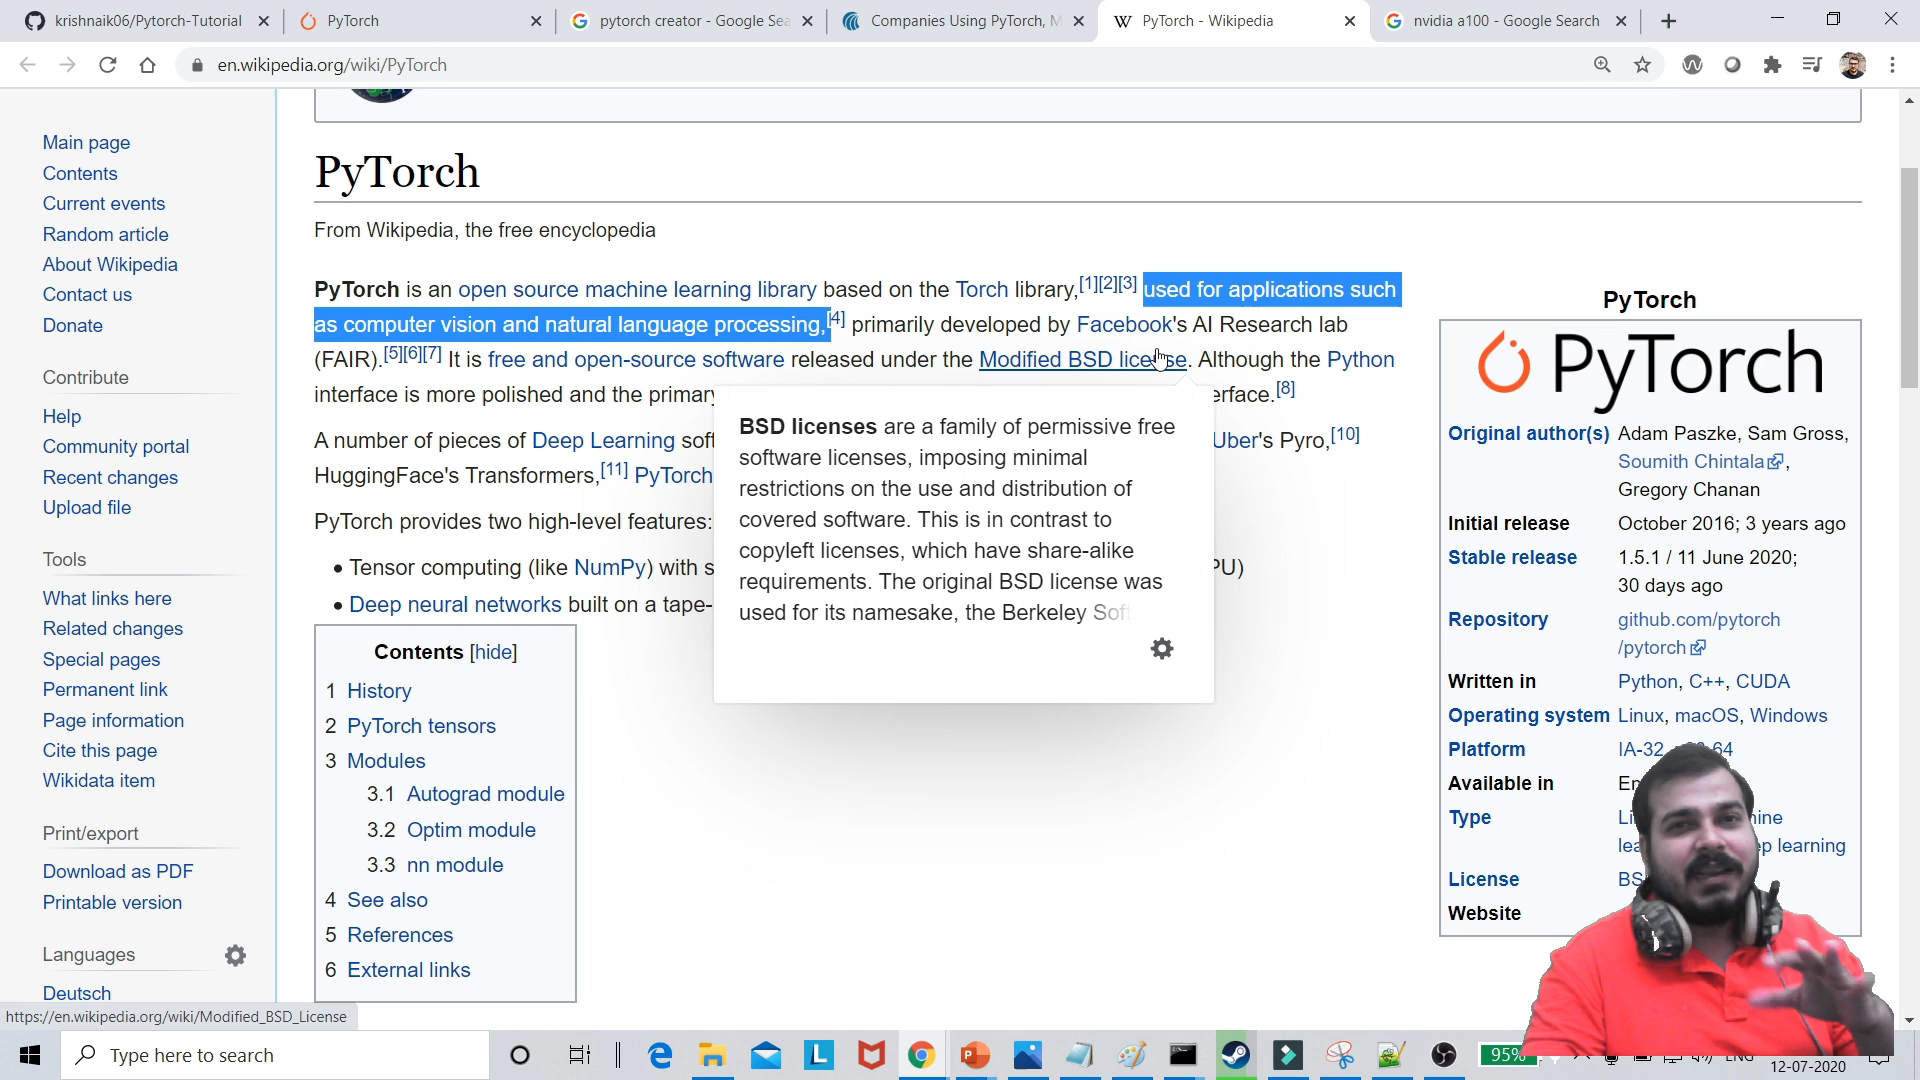 krishnaik06/Pytorch-Tutorial
PyTorch
pytorch creator - Google Sea
Companies Using PyTorch, M
PyTorch - Wikipedia
nvidia a100 - Google Search
en.wikipedia.org/wiki/PyTorch
Main page
Contents
Current events
Random article
About Wikipedia
Contact us
Donate
Contribute
Help
Community portal
Recent changes
Upload file
Tools
What links here
Related changes
Special pages
Permanent link
Page information
Cite this page
Wikidata item
Print/export
Download as PDF
Printable version
Languages
Deutsch
PyTorch
From Wikipedia, the free encyclopedia
PyTorch is an open source machine learning library based on the Torch library,[1][2][3] used for applications such
as computer vision and natural language processing,[4] primarily developed by Facebook's AI Research lab
(FAIR).[5][6][7] It is free and open-source software released under the Modified BSD license. Although the Python
interface is more polished and the primary erface.[8]
A number of pieces of Deep Learning soft Uber's Pyro,[10]
HuggingFace's Transformers,[11] PyTorch
PyTorch provides two high-level features:
• Tensor computing (like NumPy) with s PU)
• Deep neural networks built on a tape-
BSD licenses are a family of permissive free
software licenses, imposing minimal
restrictions on the use and distribution of
covered software. This is in contrast to
copyleft licenses, which have share-alike
requirements. The original BSD license was
used for its namesake, the Berkeley Soft
Contents [hide]
1 History
2 PyTorch tensors
3 Modules
3.1 Autograd module
3.2 Optim module
3.3 nn module
4 See also
5 References
6 External links
PyTorch
PyTorch
Original author(s) Adam Paszke, Sam Gross,
Soumith Chintala,
Gregory Chanan
Initial release October 2016; 3 years ago
Stable release 1.5.1 / 11 June 2020;
30 days ago
Repository github.com/pytorch
/pytorch
Written in Python, C++, CUDA
Operating system Linux, macOS, Windows
Platform IA-32, 64
Available in En
Type Li ine
lea ep learning
License BS
Website
https://en.wikipedia.org/wiki/Modified_BSD_License
Type here to search
95%
ENG
12-07-2020